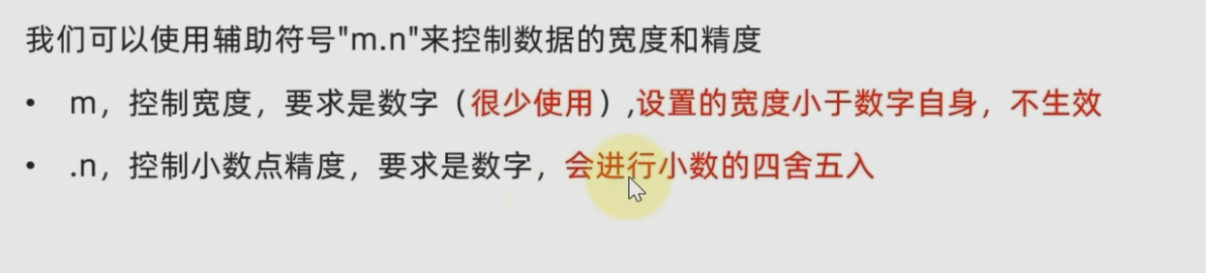 我们可以使用辅助符号"m.n"来控制数据的宽度和精度
• m，控制宽度，要求是数字（很少使用）,设置的宽度小于数字自身，不生效
• .n，控制小数点精度，要求是数字，会进行小数的四舍五入